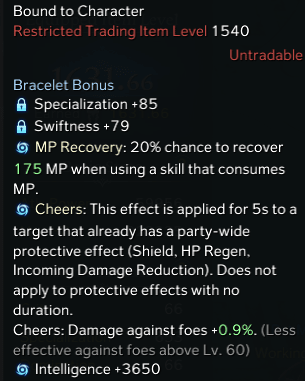 Bound to Character
Restricted Trading Item Level 1540
Untradable
Bracelet Bonus
Specialization +85
Swiftness +79
MP Recovery: 20% chance to recover
175 MP when using a skill that consumes
MP.
Cheers: This effect is applied for 5s to a
target that already has a party-wide
protective effect (Shield, HP Regen,
Incoming Damage Reduction). Does not
apply to protective effects with no
duration.
Cheers: Damage against foes +0.9%. (Less
effective against foes above Lv. 60)
Intelligence +3650